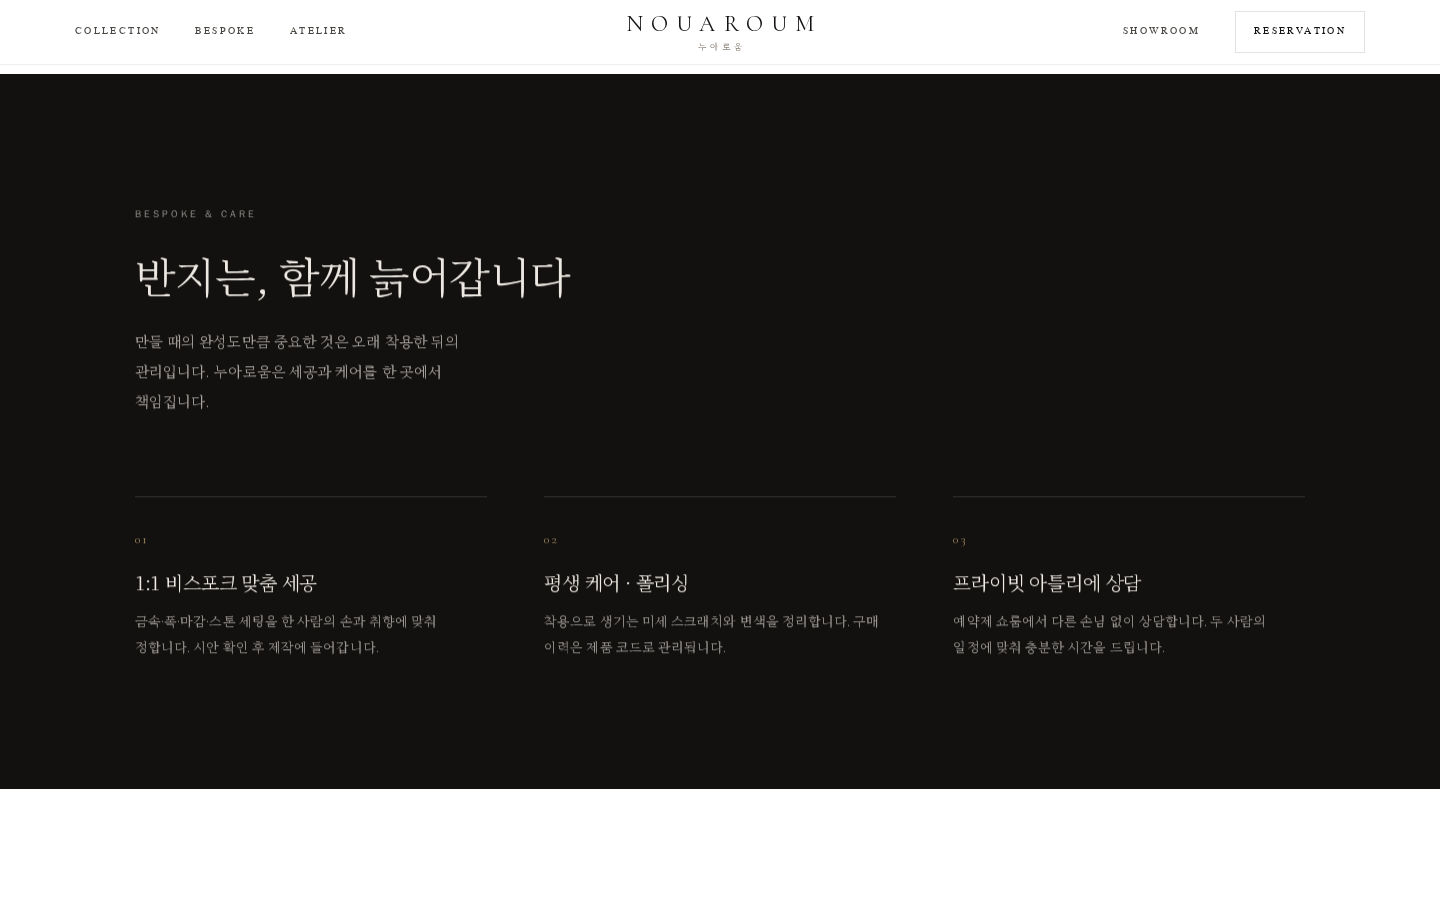 COLLECTION
BESPOKE
ATELIER
NOUAROUM
누아로움
SHOWROOM
RESERVATION
BESPOKE & CARE
반지는, 함께 늙어갑니다
만들 때의 완성도만큼 중요한 것은 오래 착용한 뒤의
관리입니다. 누아로움은 세공과 케어를 한 곳에서
책임집니다.
01
1:1 비스포크 맞춤 세공
금속·폭·마감·스톤 세팅을 한 사람의 손과 취향에 맞춰
정합니다. 시안 확인 후 제작에 들어갑니다.
02
평생 케어 · 폴리싱
착용으로 생기는 미세 스크래치와 변색을 정리합니다. 구매
이력은 제품 코드로 관리됩니다.
03
프라이빗 아틀리에 상담
예약제 쇼룸에서 다른 손님 없이 상담합니다. 두 사람의
일정에 맞춰 충분한 시간을 드립니다.